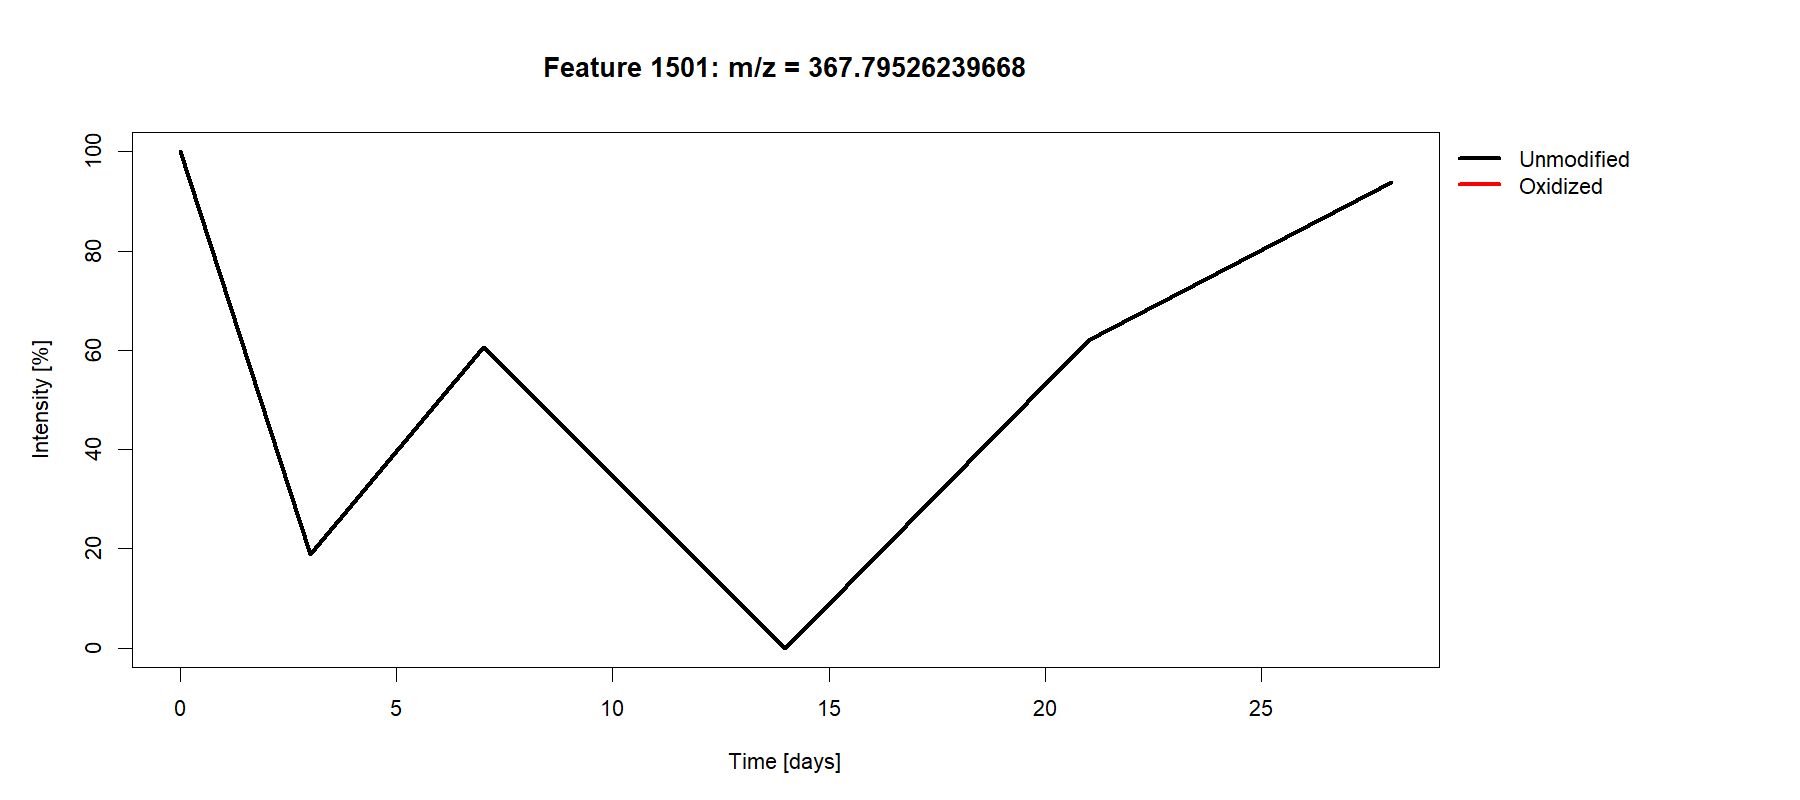 Feature 1501: m/z = 367.79526239668
Unmodified
Oxidized
Intensity [%]
100
80
60
40
20
0
0 5 10 15 20 25
Time [days]